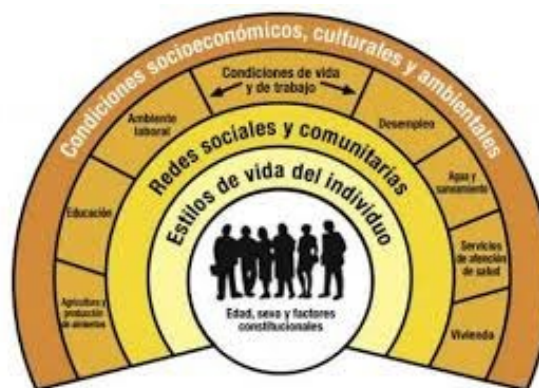 Condiciones socioeconómicos, culturales y ambientales
Condiciones de vida
y de trabajo
Ambiente
laboral
Desempleo
Redes sociales y comunitarias
Agua y
saneamiento
Educación
Estilos de vida del individuo
Servicios
de atención
de salud
Agricultura y
producción
de alimentos
Edad, sexo y factores
constitucionales
Vivienda